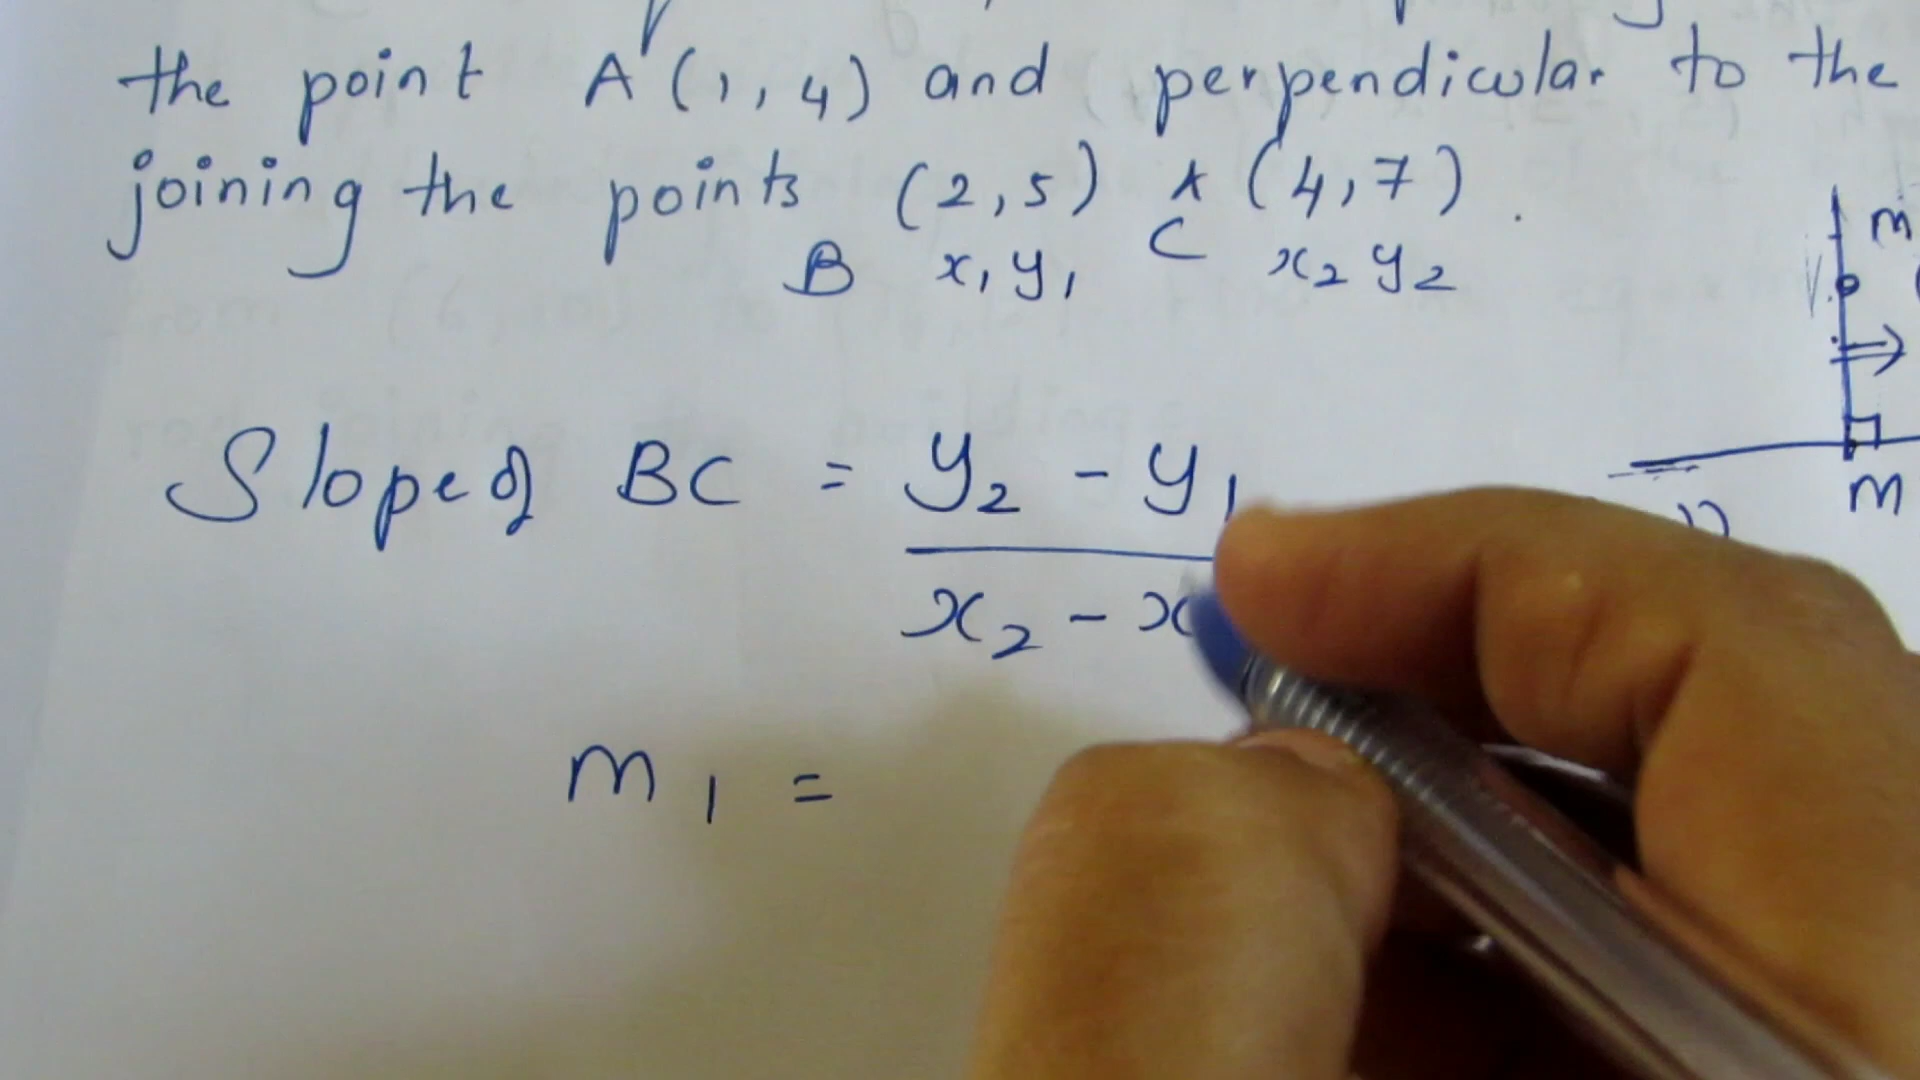 the point A(1,4) and perpendicular to the
joining the points (2,5) & (4,7).
B x1 y1 C x2 y2
m
Slope of BC = y2 - y1
x2 - x
M
m1 =